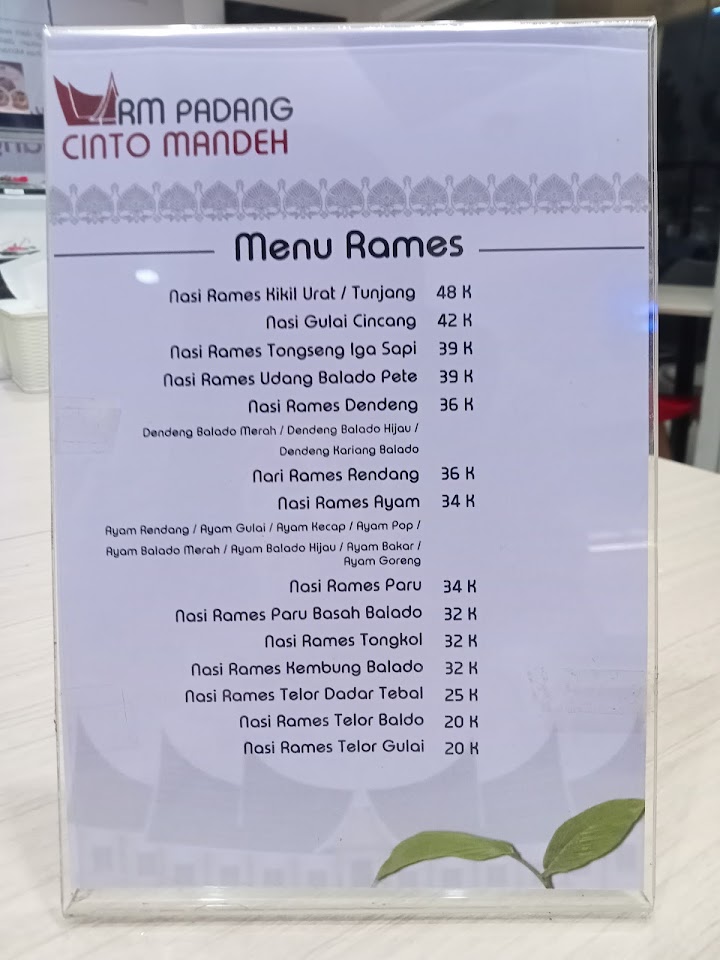 RM PADANG
CINTO MANDEH
Menu Rames
Nasi Rames Kikil Urat / Tunjang 48 K
Nasi Gulai Cincang 42 K
Nasi Rames Tongseng Iga Sapi 39 K
Nasi Rames Udang Balado Pete 39 K
Nasi Rames Dendeng 36 K
Dendeng Balado Merah / Dendeng Balado Hijau /
Dendeng Kariang Balado
Nari Rames Rendang 36 K
Nasi Rames Ayam 34 K
Ayam Rendang / Ayam Gulai / Ayam Kecap / Ayam Pop /
Ayam Balado Merah / Ayam Balado Hijau / Ayam Bakar /
Ayam Goreng
Nasi Rames Paru 34 K
Nasi Rames Paru Basah Balado 32 K
Nasi Rames Tongkol 32 K
Nasi Rames Kembung Balado 32 K
Nasi Rames Telor Dadar Tebal 25 K
Nasi Rames Telor Baldo 20 K
Nasi Rames Telor Gulai 20 K